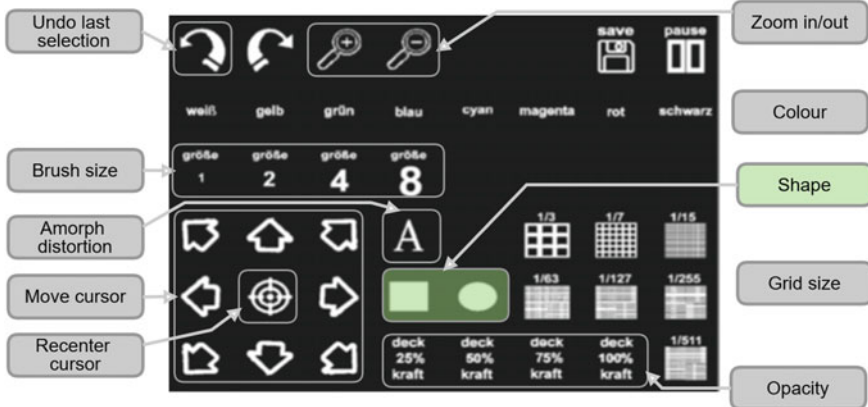 Undo last
selection
Zoom in/out
save
pause
weiß gelb grün blau cyan magenta rot schwarz
Colour
Brush size
größe größe größe größe
1 2 4 8
Shape
Amorph
distortion
A
1/3 1/7 1/15
Move cursor
1/63 1/127 1/255
Grid size
Recenter
cursor
deck deck deck deck
25% 50% 75% 100%
kraft kraft kraft kraft
1/511
Opacity